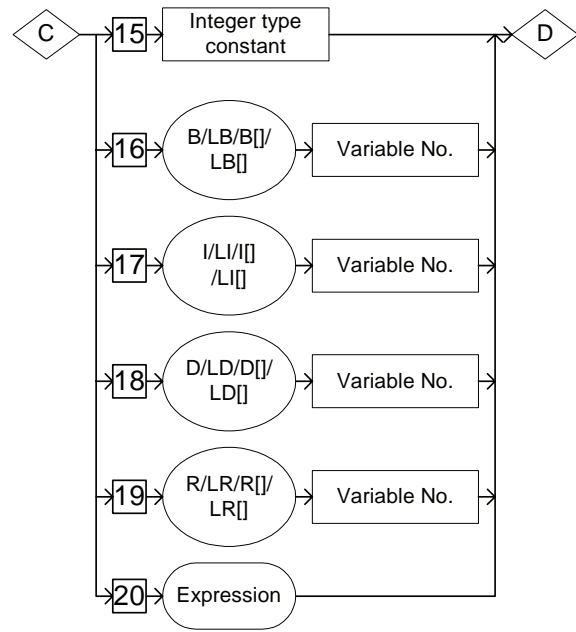 C
15
Integer type
constant
D
16
B/LB/B[]/
LB[]
Variable No.
17
I/LI/I[]
/LI[]
Variable No.
18
D/LD/D[]/
LD[]
Variable No.
19
R/LR/R[]/
LR[]
Variable No.
20
Expression